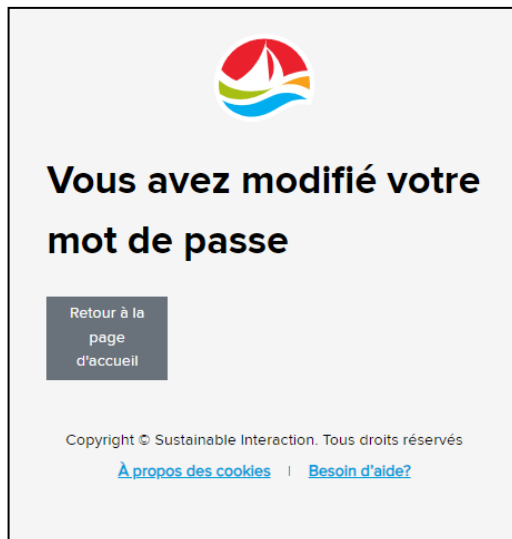 Vous avez modifié votre
mot de passe
Retour à la
page
d'accueil
Copyright © Sustainable Interaction. Tous droits réservés
À propos des cookies | Besoin d'aide?